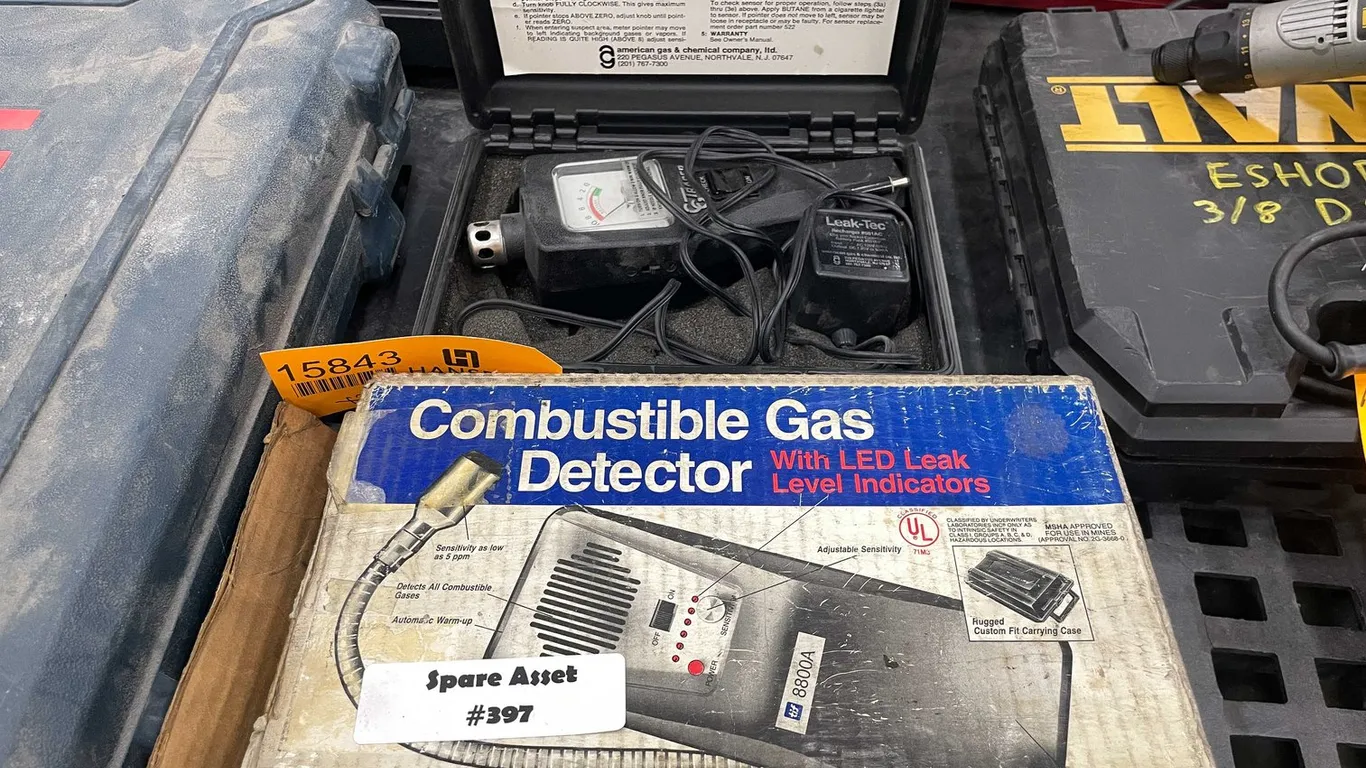 d. Turn knob FULLY CLOCKWISE. This gives maximum
sensitivity.
e. If pointer stops ABOVE ZERO, adjust knob until point-
er reads ZERO.
f. When entering suspect area, meter pointer may move
to left indicating background gases or vapors. If
READING IS QUITE HIGH (ABOVE 6) adjust sensi-
To check sensor for proper operation, follow steps (3a)
thru (3e) above. Apply BUTANE from a cigarette lighter
to sensor. If pointer does not move to left, sensor may be
loose in receptacle or may be faulty. For sensor replace-
ment order part number 522
5: WARRANTY
See Owner's Manual.
american gas & chemical company, ltd.
220 PEGASUS AVENUE, NORTHVALE, N.J. 07647
(201) 767-7300
Leak-Tec
WALT
ESHOP
3/8 D
15843
HANSE
Combustible Gas
Detector
With LED Leak
Level Indicators
CLASSIFIED
UL
71M3
CLASSIFIED BY UNDERWRITERS
LABORATORIES INC® ONLY AS
TO INTRINSIC SAFETY IN
CLASS I, GROUPS A, B, C, & D,
HAZARDOUS LOCATIONS.
MSHA APPROVED
FOR USE IN MINES
(APPROVAL NO. 2G-3668-0
Sensitivity as low
as 5 ppm
Adjustable Sensitivity
Detects All Combustible
Gases
Automatic Warm-up
ON
OFF
SENSITIVITY
POWER
Rugged
Custom Fit Carrying Case
tif 8800A
Spare Asset
#397